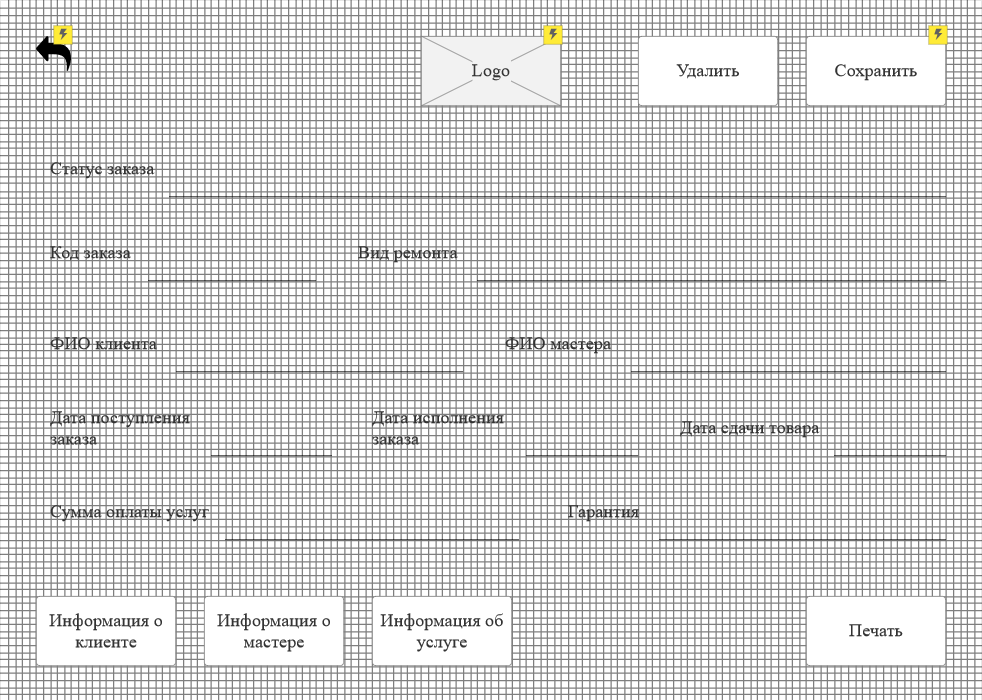 Logo
Удалить
Сохранить
Статус заказа
Код заказа
Вид ремонта
ФИО клиента
ФИО мастера
Дата поступления
заказа
Дата исполнения
заказа
Дата сдачи товара
Сумма оплаты услуг
Гарантия
Информация о
клиенте
Информация о
мастере
Информация об
услуге
Печать